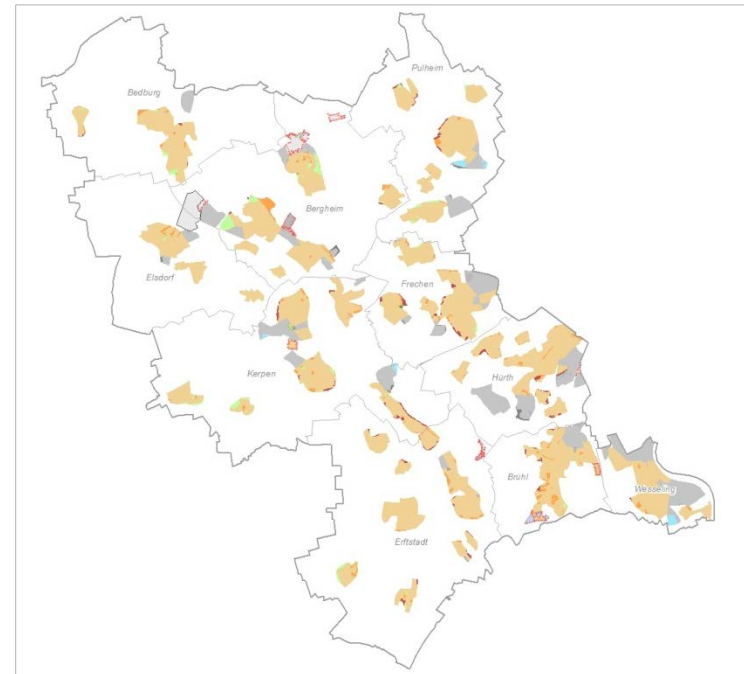 Pulheim
Bedburg
Bergheim
Elsdorf
Frechen
Kerpen
Hürth
Brühl
Wesseling
Erftstadt